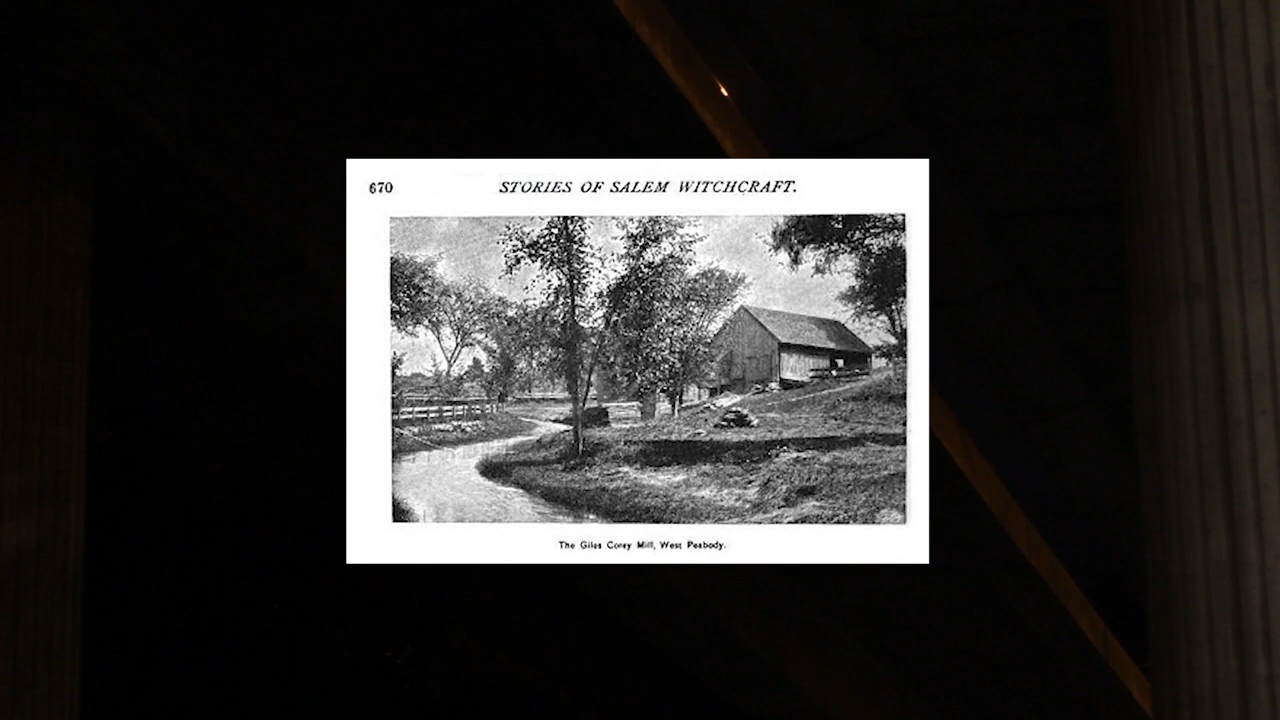 670
STORIES OF SALEM WITCHCRAFT.
The Giles Corey Mill, West Peabody.